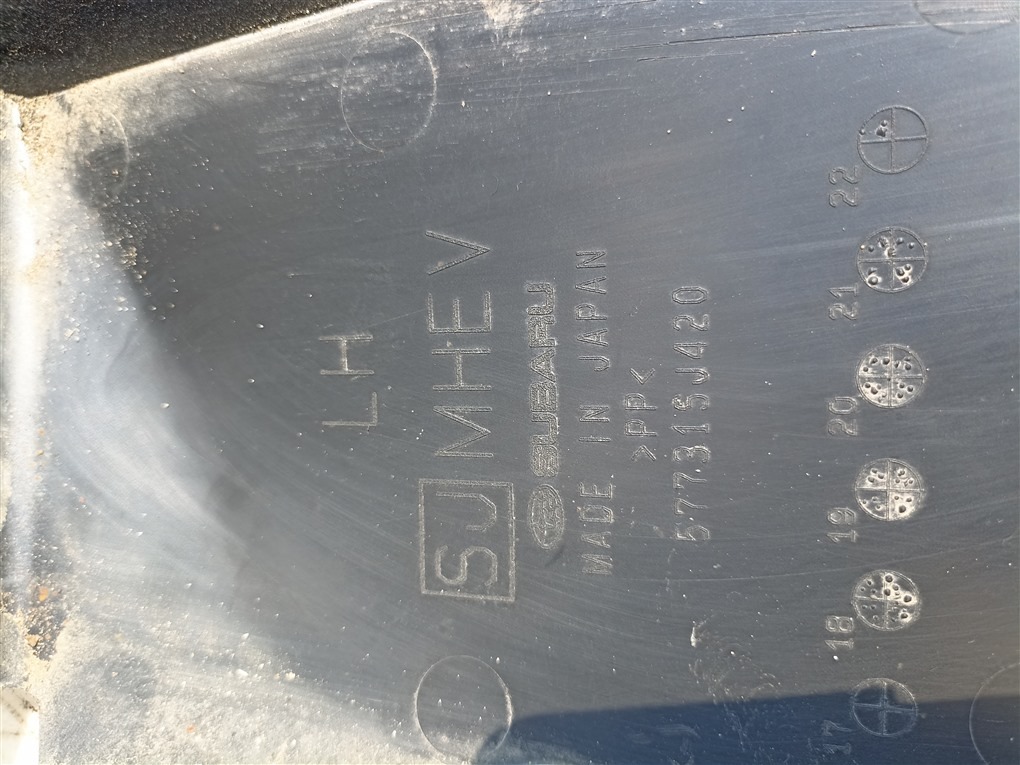 LH
SJ MHEV
SUBARU
MADE IN JAPAN
>PP<
57731SJ420
17 18 19 20 21 22